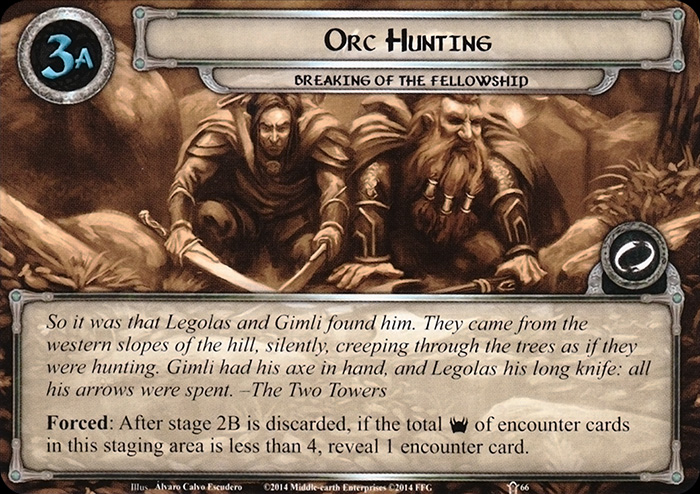 3A
Orc Hunting
Breaking of the Fellowship
So it was that Legolas and Gimli found him. They came from the
western slopes of the hill, silently, creeping through the trees as if they
were hunting. Gimli had his axe in hand, and Legolas his long knife: all
his arrows were spent. –The Two Towers
Forced: After stage 2B is discarded, if the total of encounter cards
in this staging area is less than 4, reveal 1 encounter card.
Illus. Álvaro Calvo Escudero ©2014 Middle-earth Enterprises ©2014 FFG 66